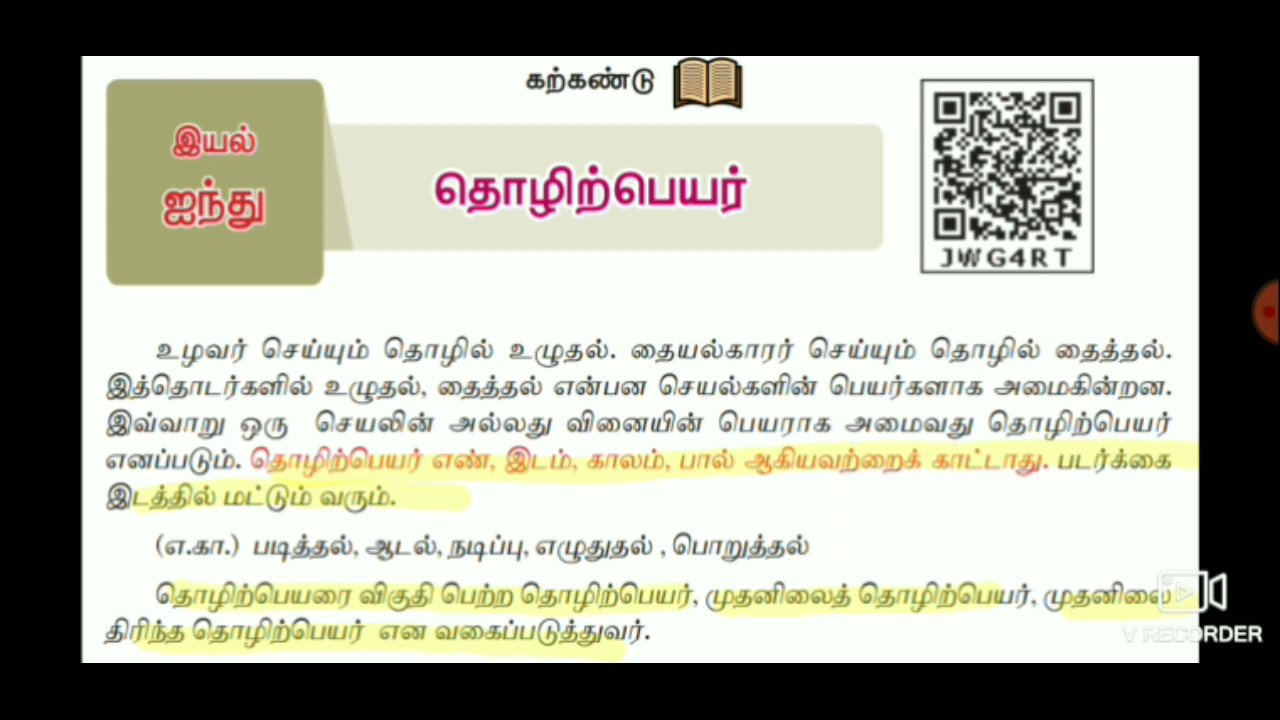 கற்கண்டு
இயல்
ஐந்து
தொழிற்பெயர்
JWG4RT
உழவர் செய்யும் தொழில் உழுதல். தையல்காரர் செய்யும் தொழில் தைத்தல்.
இத்தொடர்களில் உழுதல், தைத்தல் என்பன செயல்களின் பெயர்களாக அமைகின்றன.
இவ்வாறு ஒரு செயலின் அல்லது வினையின் பெயராக அமைவது தொழிற்பெயர்
எனப்படும். தொழிற்பெயர் எண், இடம், காலம், பால் ஆகியவற்றைக் காட்டாது. படர்க்கை
இடத்தில் மட்டும் வரும்.
(எ.கா.) படித்தல், ஆடல், நடிப்பு, எழுதுதல் , பொறுத்தல்
தொழிற்பெயரை விகுதி பெற்ற தொழிற்பெயர், முதனிலைத் தொழிற்பெயர், முதனிலை
திரிந்த தொழிற்பெயர் என வகைப்படுத்துவர்.
V RECORDER